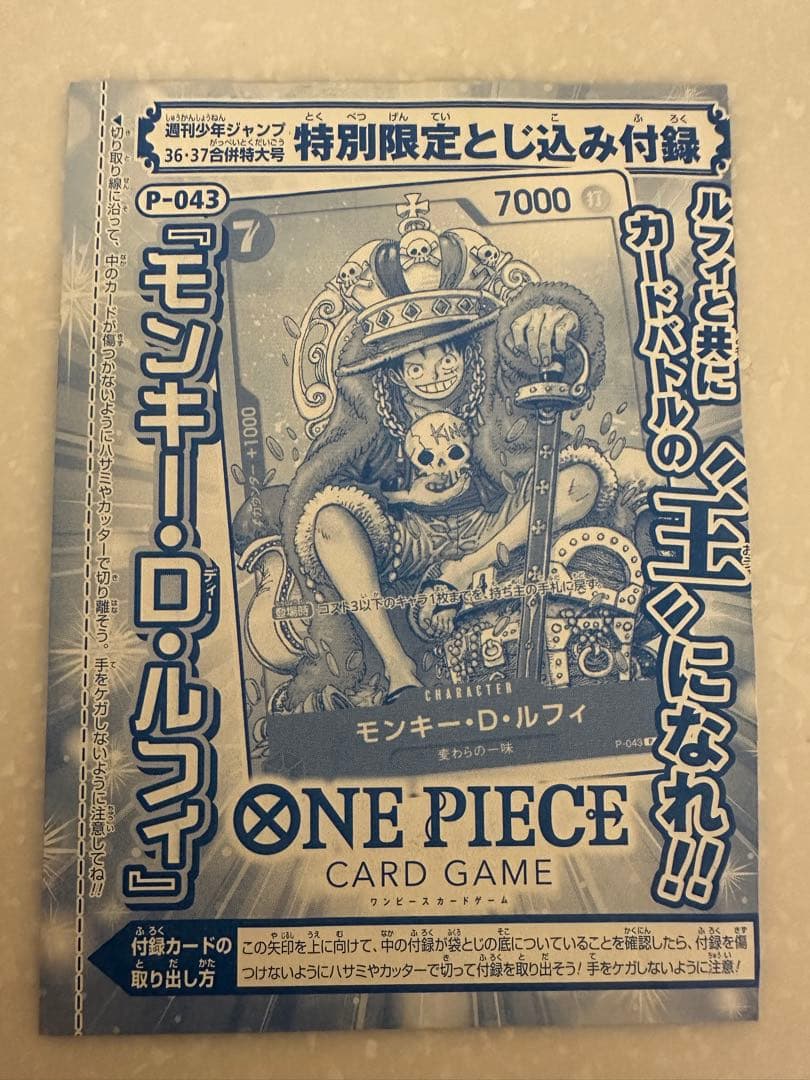 週刊少年ジャンプ
36・37合併特大号
特別限定とじ込み付録
P-043
『モンキー・D・ルフィ』
ルフィと共に
カードバトルの
"王"になれ!!
◀切り取り線に沿って、中のカードが傷つかないようにハサミやカッターで切り離そう。手をケガしないように注意してね!!
7
7000
打
カウンター +1000
KING
登場時 コスト3以下のキャラ1枚までを、持ち主の手札に戻す。
CHARACTER
モンキー・D・ルフィ
麦わらの一味
P-043 P
ONE PIECE
CARD GAME
ワンピースカードゲーム
付録カードの
取り出し方
この矢印を上に向けて、中の付録が袋とじの底についていることを確認したら、付録を傷
つけないようにハサミやカッターで切って付録を取り出そう!手をケガしないように注意!